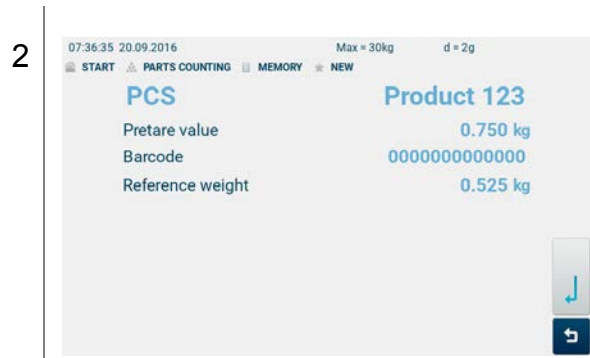 2
07:36:35 20.09.2016 Max = 30kg d = 2g
START PARTS COUNTING MEMORY NEW
PCS Product 123
Pretare value 0.750 kg
Barcode 0000000000000
Reference weight 0.525 kg